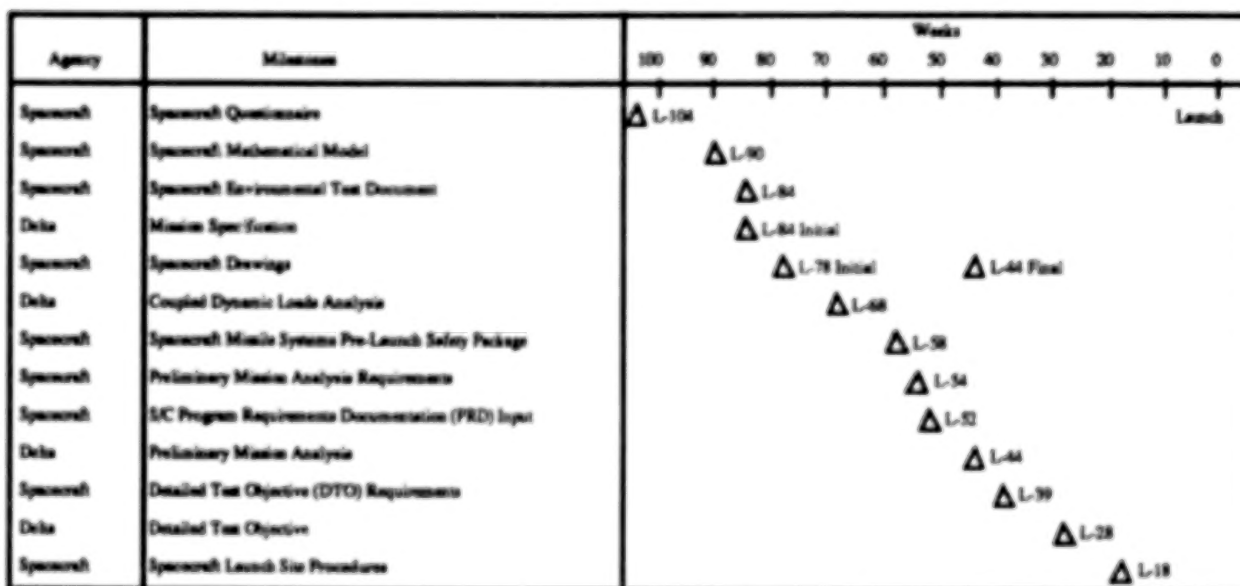 Weeks
Agency Milestones 100 90 80 70 60 50 40 30 20 10 0
Spacecraft Spacecraft Questionnaire L-104 Launch
Spacecraft Spacecraft Mathematical Model L-90
Spacecraft Spacecraft Environmental Test Document L-84
Delta Mission Specification L-84 Initial
Spacecraft Spacecraft Drawings L-78 Initial L-44 Final
Delta Coupled Dynamic Loads Analysis L-68
Spacecraft Spacecraft Missile Systems Pre-Launch Safety Package L-58
Spacecraft Preliminary Mission Analysis Requirements L-54
Spacecraft S/C Program Requirements Documentation (PRD) Input L-52
Delta Preliminary Mission Analysis L-44
Spacecraft Detailed Test Objective (DTO) Requirements L-39
Delta Detailed Test Objective L-28
Spacecraft Spacecraft Launch Site Procedures L-18